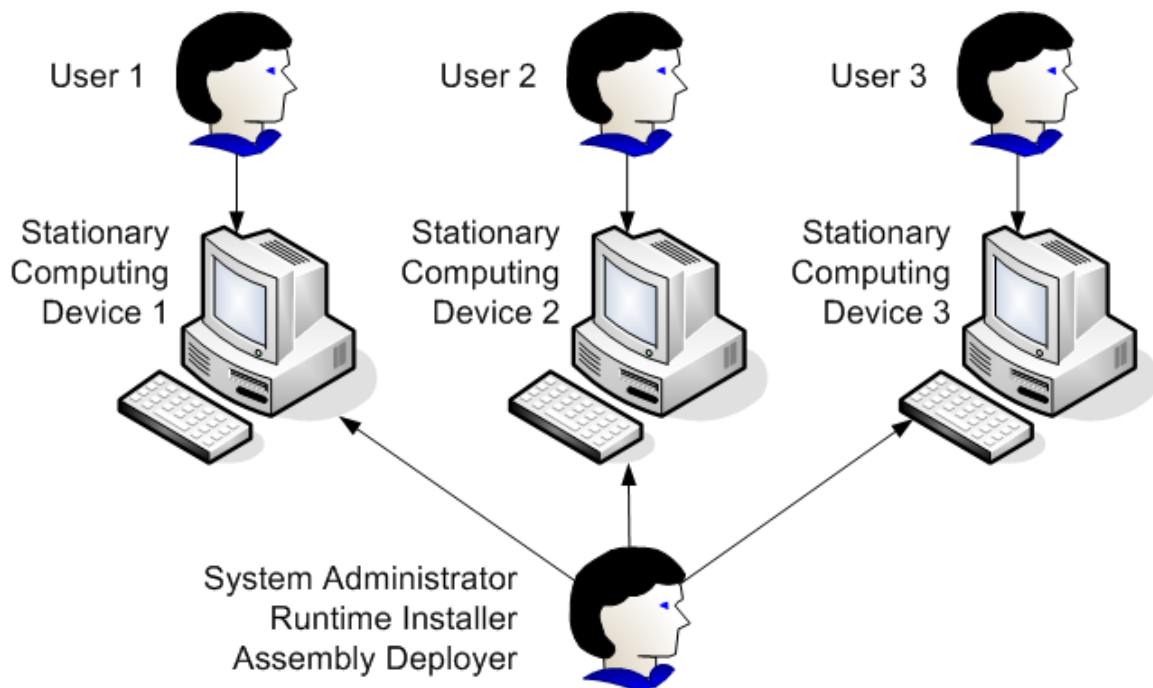 User 1
User 2
User 3
Stationary
Computing
Device 1
Stationary
Computing
Device 2
Stationary
Computing
Device 3
System Administrator
Runtime Installer
Assembly Deployer